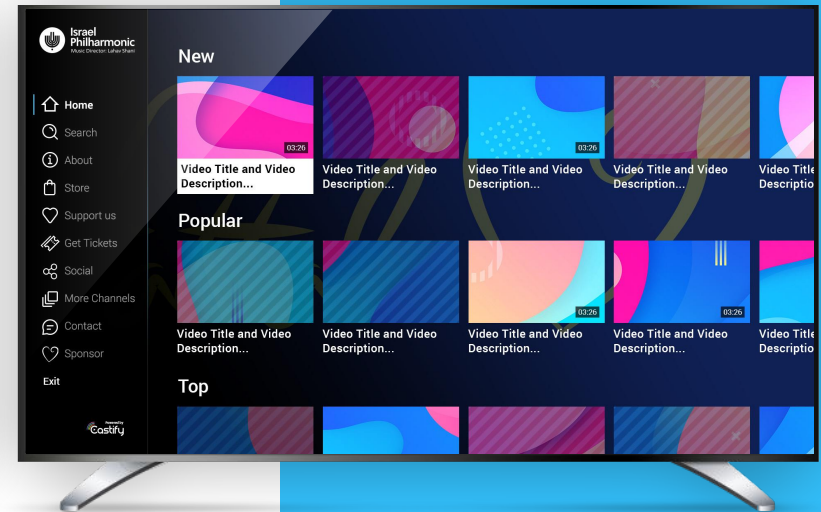 Israel
Philharmonic
Music Director: Lahav Shani
Home
Search
About
Store
Support us
Get Tickets
Social
More Channels
Contact
Sponsor
Exit
Powered by
Castify
New
03:26
03:26
Video Title and Video
Description...
Video Title and Video
Description...
Video Title and Video
Description...
Video Title and Video
Description...
Video Title
Descriptio
Popular
03:26
03:26
Video Title and Video
Description...
Video Title and Video
Description...
Video Title and Video
Description...
Video Title and Video
Description...
Video Title
Descriptio
Top